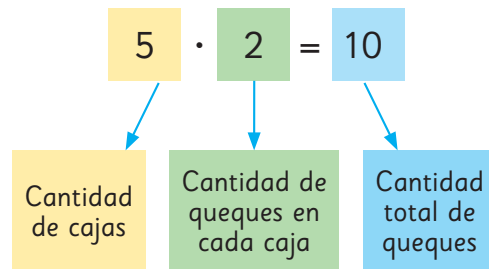 5 · 2 = 10
Cantidad
de cajas
Cantidad de
queques en
cada caja
Cantidad
total de
queques